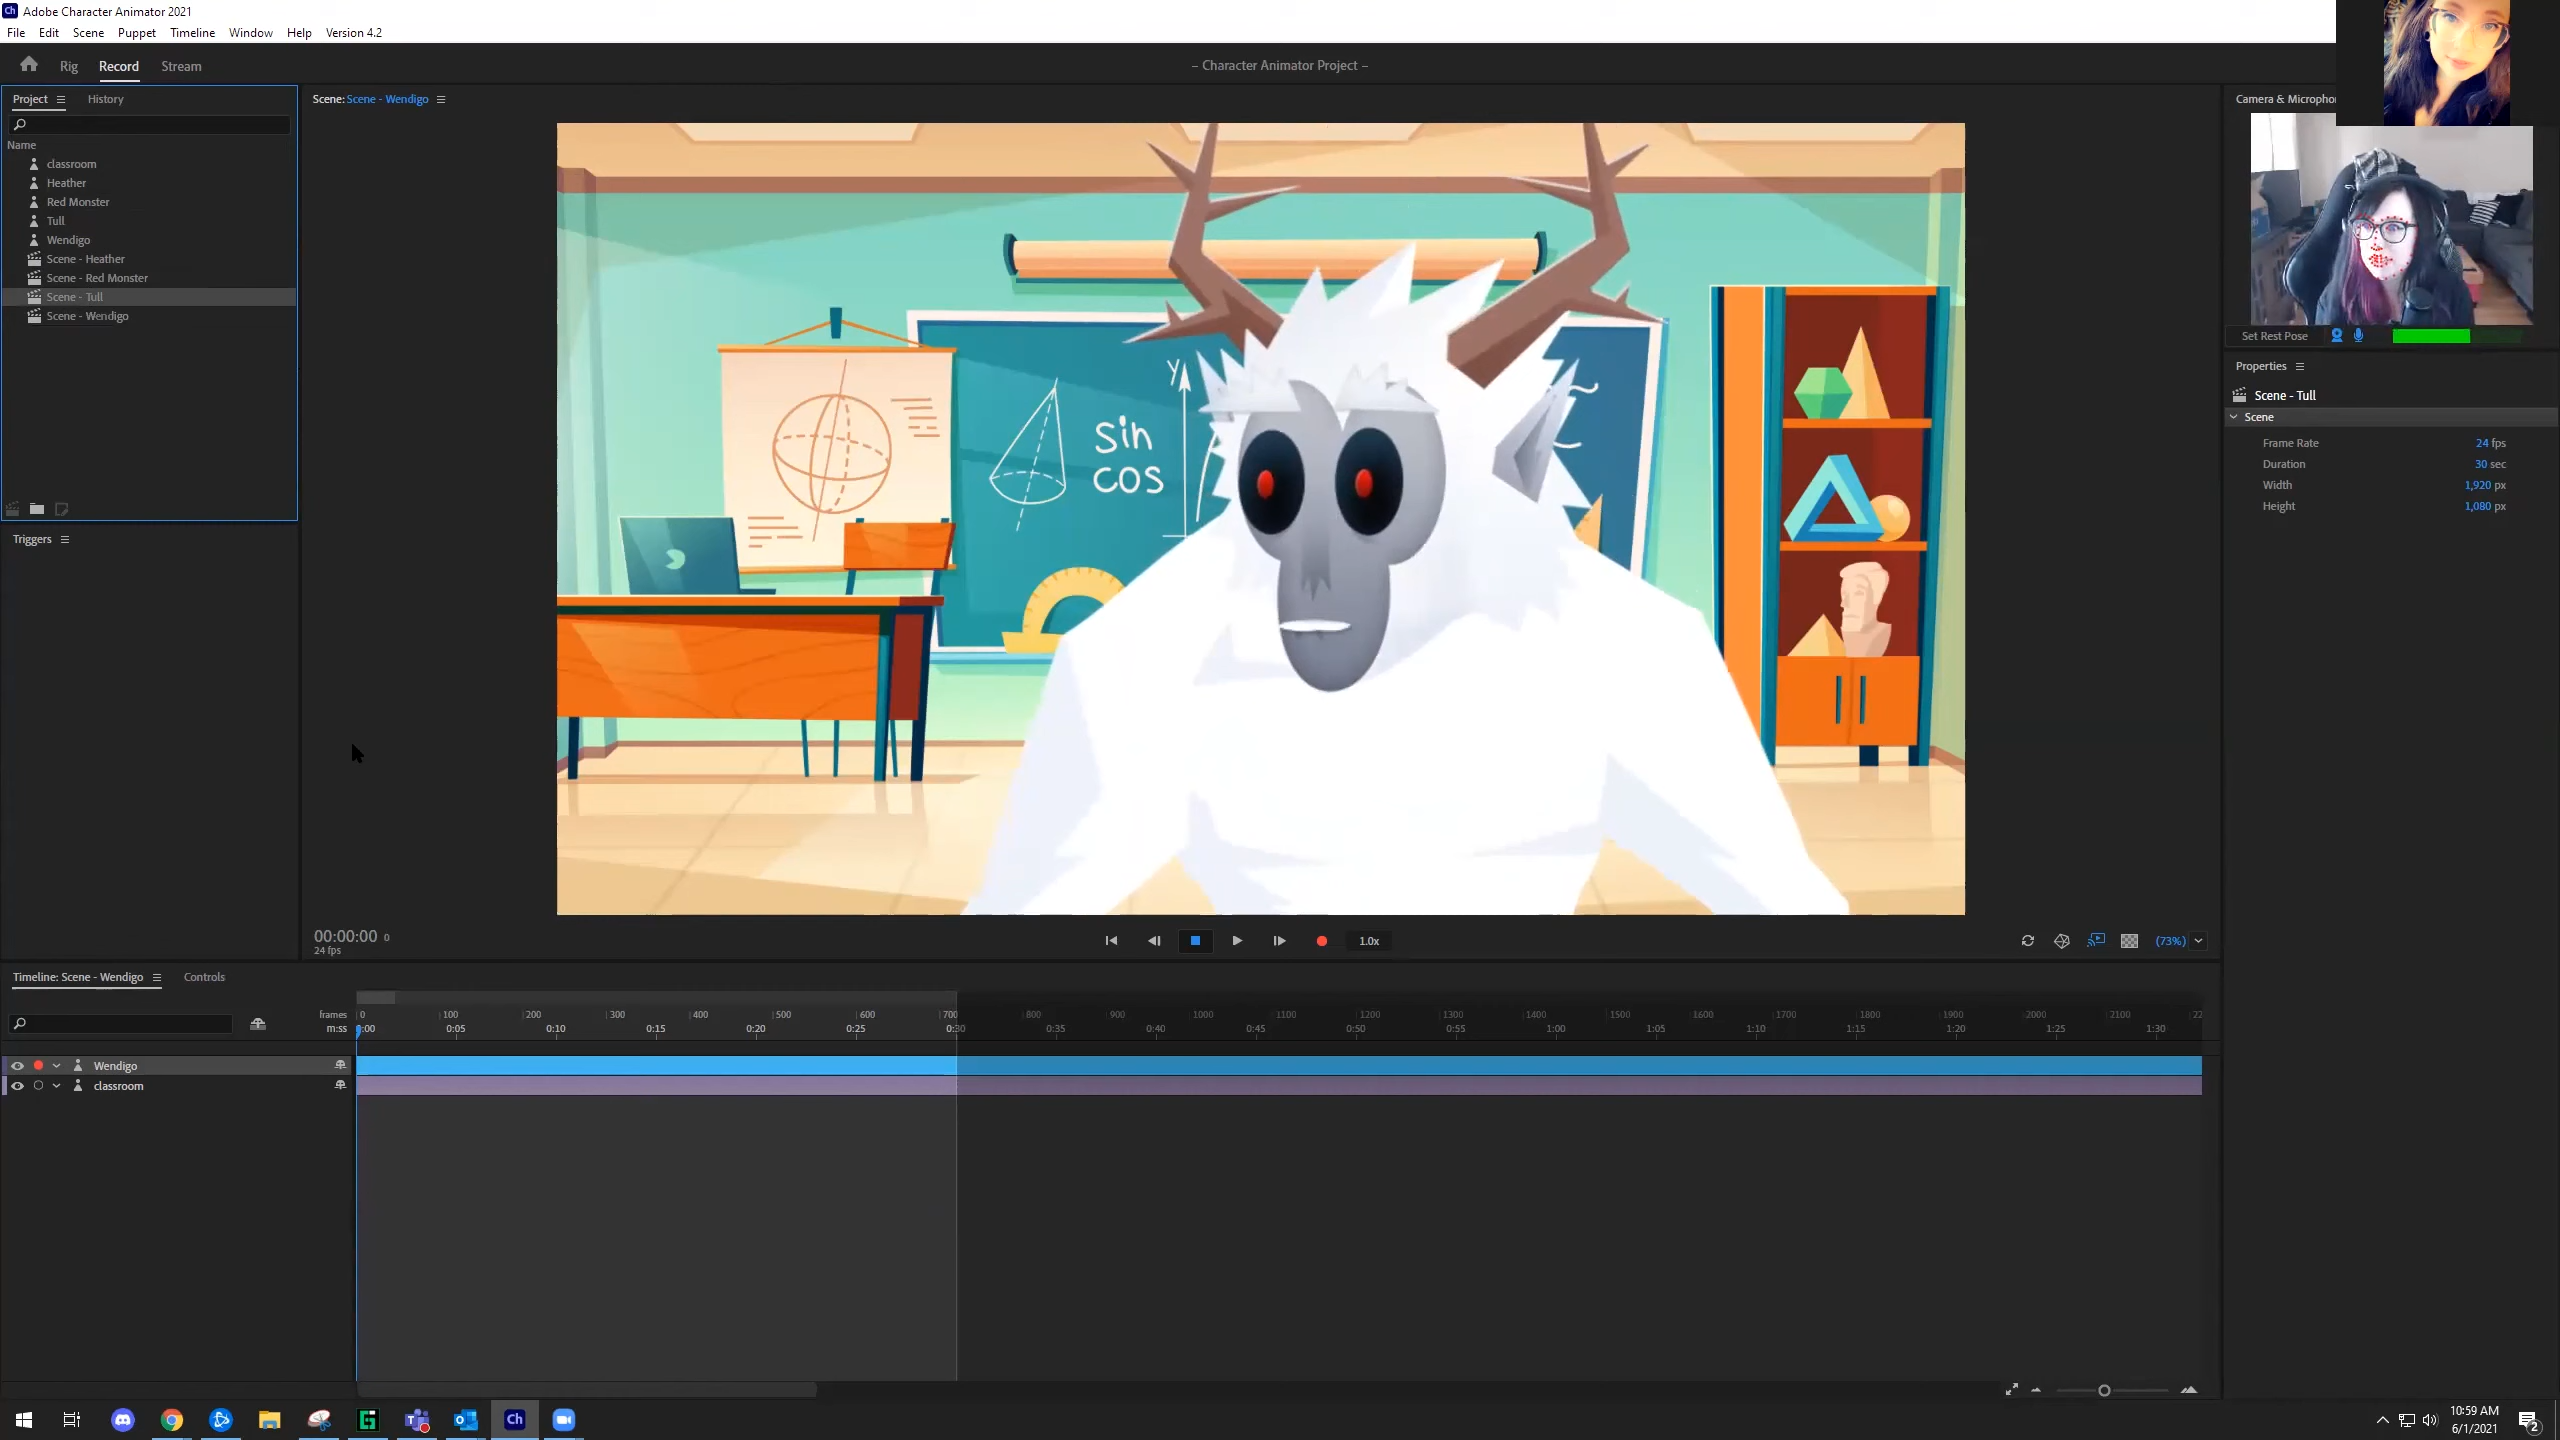 Ch Adobe Character Animator 2021
File Edit Scene Puppet Timeline Window Help Version 4.2
Rig Record Stream
– Character Animator Project –
Project History
Scene: Scene - Wendigo
Camera & Micropho
Name
classroom
Heather
Red Monster
Tull
Wendigo
Scene - Heather
Scene - Red Monster
Scene - Tull
Scene - Wendigo
Y
sin
cos
Set Rest Pose
Properties
Scene - Tull
Scene
Frame Rate 24 fps
Duration 30 sec
Width 1,920 px
Height 1,080 px
Triggers
00:00:00 0
24 fps
1.0x
(73%)
Timeline: Scene - Wendigo Controls
frames 0 100 200 300 400 500 600 700 800 900 1000 1100 1200 1300 1400 1500 1600 1700 1800 1900 2000 2100 22
m:ss 0:00 0:05 0:10 0:15 0:20 0:25 0:30 0:35 0:40 0:45 0:50 0:55 1:00 1:05 1:10 1:15 1:20 1:25 1:30
Wendigo
classroom
Ch
10:59 AM
6/1/2021
2